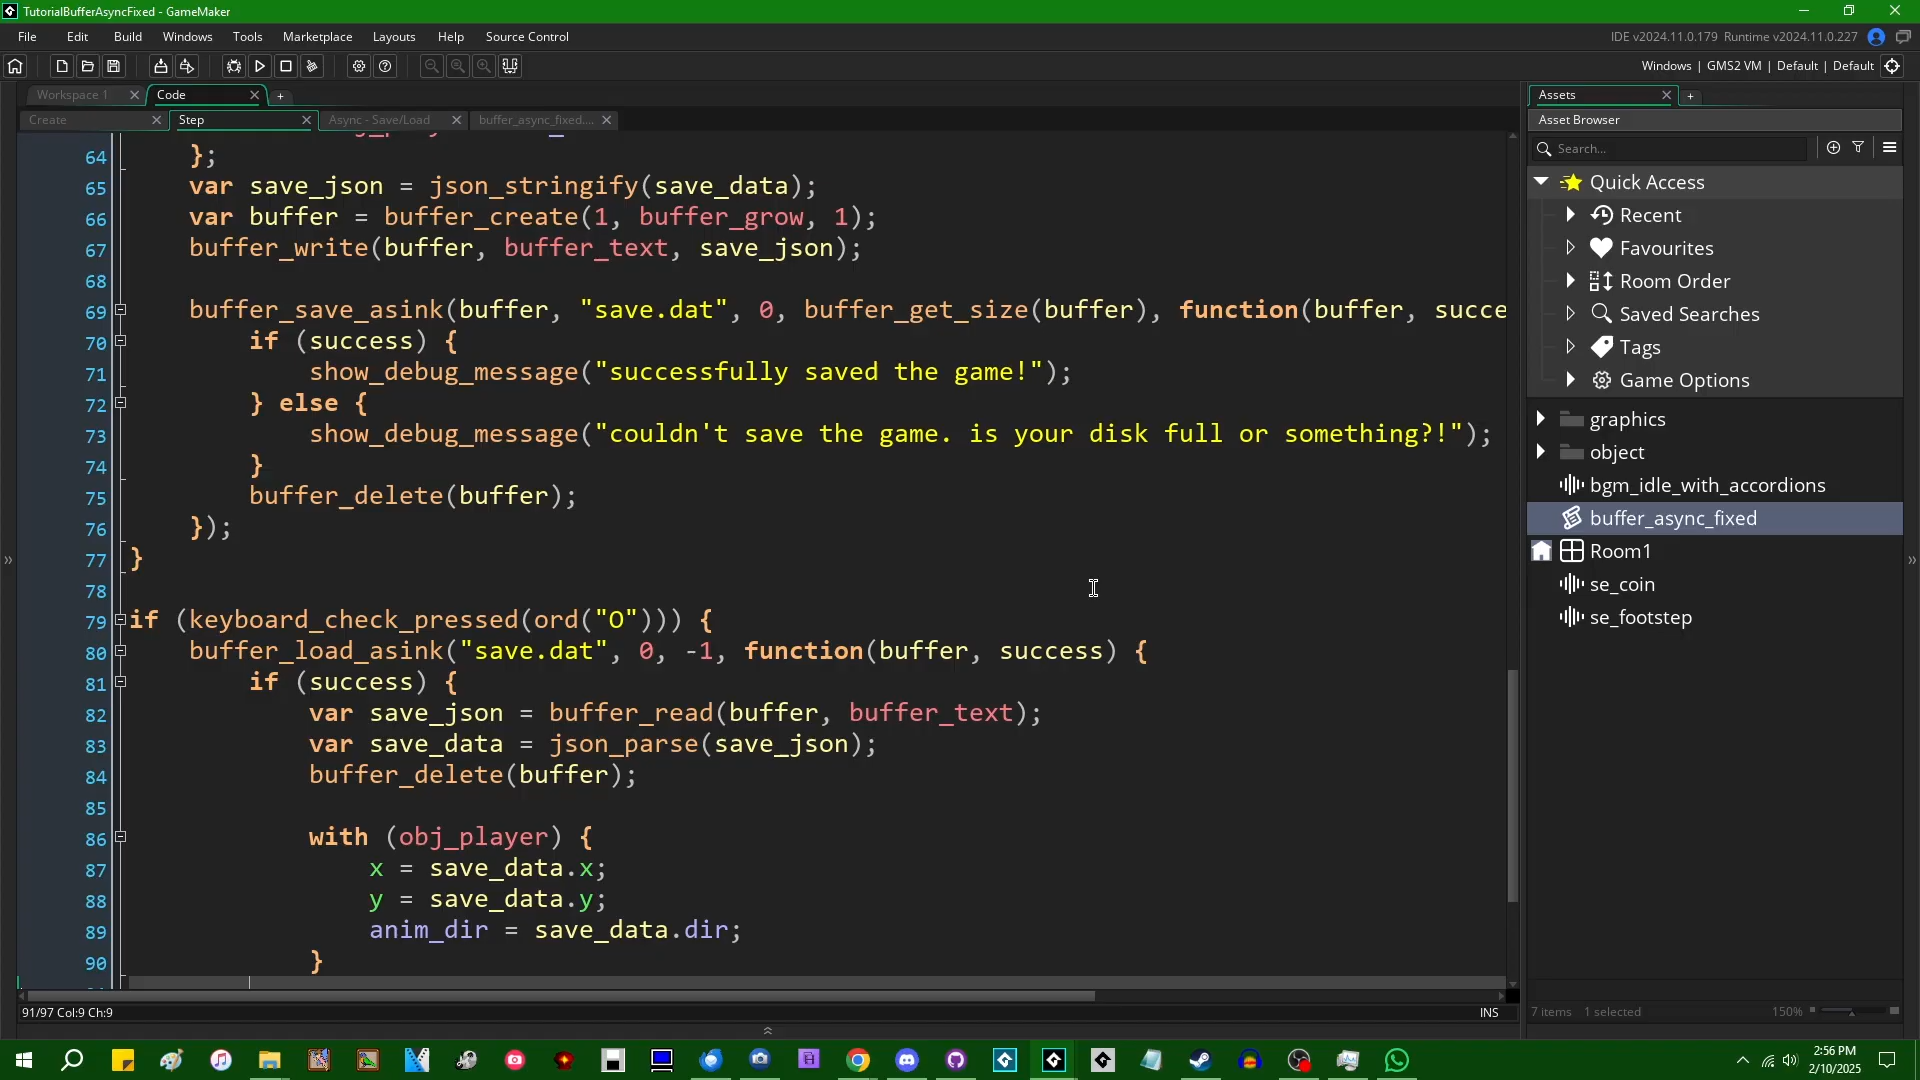 TutorialBufferAsyncFixed - GameMaker
File Edit Build Windows Tools Marketplace Layouts Help Source Control
IDE v2024.11.0.179 Runtime v2024.11.0.227
Windows | GMS2 VM | Default | Default
Workspace 1 Code
Create Step Async - Save/Load buffer_async_fixed....
64 };
65 var save_json = json_stringify(save_data);
66 var buffer = buffer_create(1, buffer_grow, 1);
67 buffer_write(buffer, buffer_text, save_json);
68
69 buffer_save_asink(buffer, "save.dat", 0, buffer_get_size(buffer), function(buffer, succe
70 if (success) {
71 show_debug_message("successfully saved the game!");
72 } else {
73 show_debug_message("couldn't save the game. is your disk full or something?!");
74 }
75 buffer_delete(buffer);
76 });
77 }
78
79 if (keyboard_check_pressed(ord("O"))) {
80 buffer_load_asink("save.dat", 0, -1, function(buffer, success) {
81 if (success) {
82 var save_json = buffer_read(buffer, buffer_text);
83 var save_data = json_parse(save_json);
84 buffer_delete(buffer);
85
86 with (obj_player) {
87 x = save_data.x;
88 y = save_data.y;
89 anim_dir = save_data.dir;
90 }
91/97 Col:9 Ch:9
INS
Assets
Asset Browser
Search...
Quick Access
Recent
Favourites
Room Order
Saved Searches
Tags
Game Options
graphics
object
bgm_idle_with_accordions
buffer_async_fixed
Room1
se_coin
se_footstep
7 items 1 selected
150%
2:56 PM
2/10/2025